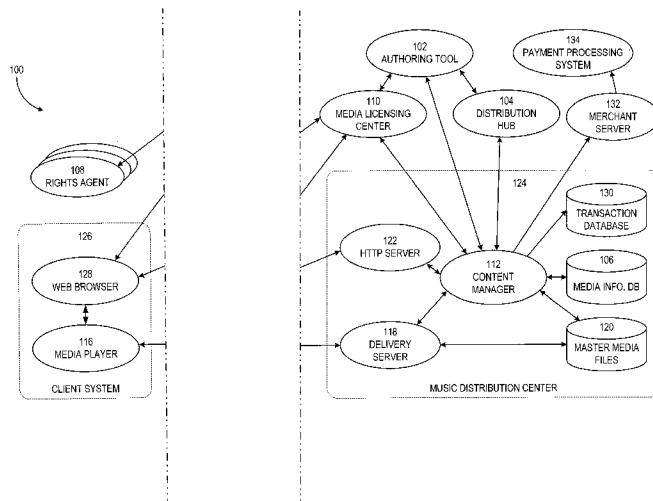 100
102
AUTHORING TOOL
134
PAYMENT PROCESSING
SYSTEM
110
MEDIA LICENSING
CENTER
104
DISTRIBUTION
HUB
132
MERCHANT
SERVER
108
RIGHTS AGENT
124
130
TRANSACTION
DATABASE
126
122
HTTP SERVER
128
WEB BROWSER
112
CONTENT
MANAGER
106
MEDIA INFO. DB
116
MEDIA PLAYER
118
DELIVERY
SERVER
120
MASTER MEDIA
FILES
CLIENT SYSTEM
MUSIC DISTRIBUTION CENTER